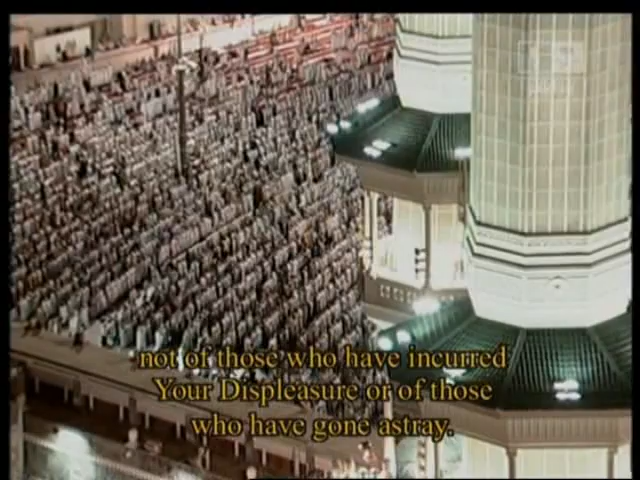 not of those who have incurred
Your Displeasure or of those
who have gone astray.